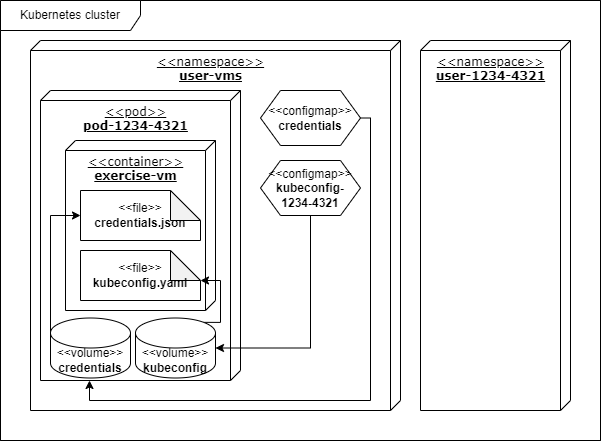 Kubernetes cluster
<<namespace>>
user-vms
<<pod>>
pod-1234-4321
<<container>>
exercise-vm
<<file>>
credentials.json
<<file>>
kubeconfig.yaml
<<volume>>
credentials
<<volume>>
kubeconfig
<<configmap>>
credentials
<<configmap>>
kubeconfig-
1234-4321
<<namespace>>
user-1234-4321